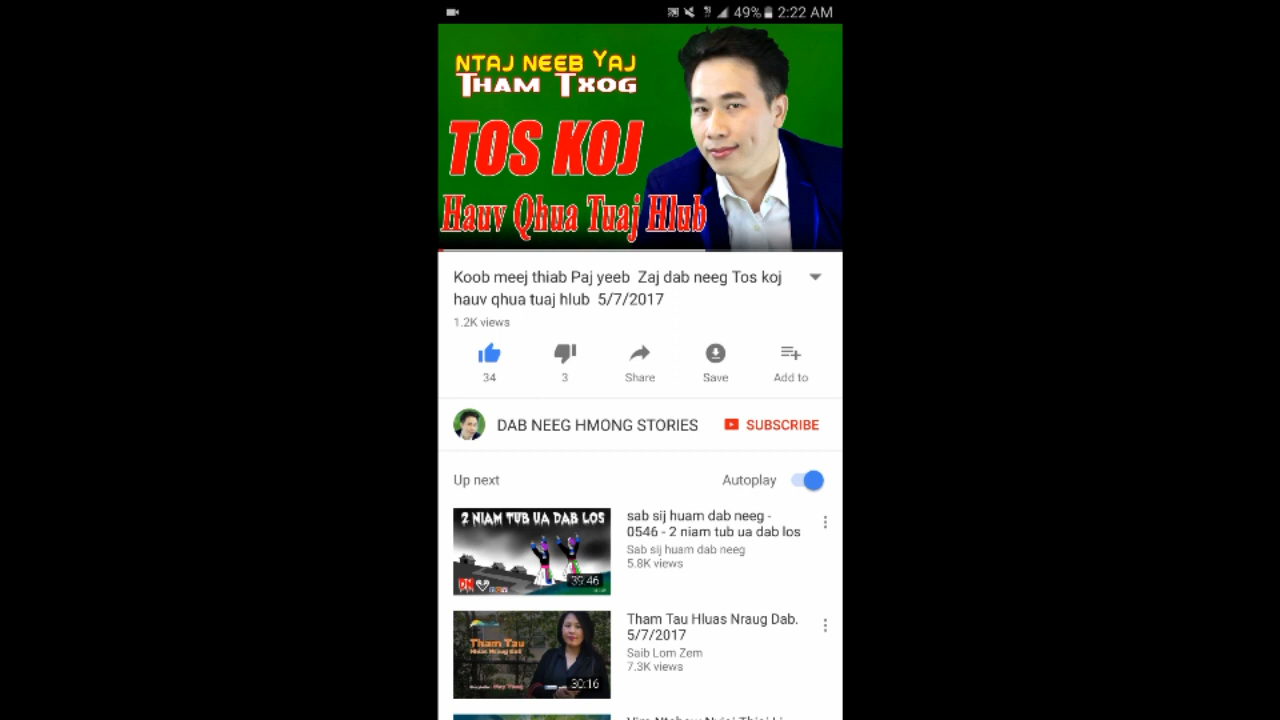 49% 2:22 AM
NTAJ NEEB YAJ
THAM TXOG
TOS KOJ
Hauv Qhua Tuaj Hlub
Koob meej thiab Paj yeeb Zaj dab neeg Tos koj
hauv qhua tuaj hlub 5/7/2017
1.2K views
34
3
Share
Save
Add to
DAB NEEG HMONG STORIES
SUBSCRIBE
Up next
Autoplay
2 NIAM TUB UA DAB LOS
39:46
sab sij huam dab neeg -
0546 - 2 niam tub ua dab los
Sab sij huam dab neeg
5.8K views
Tham Tau
Hluas Nraug Dab
30:16
Tham Tau Hluas Nraug Dab.
5/7/2017
Saib Lom Zem
7.3K views